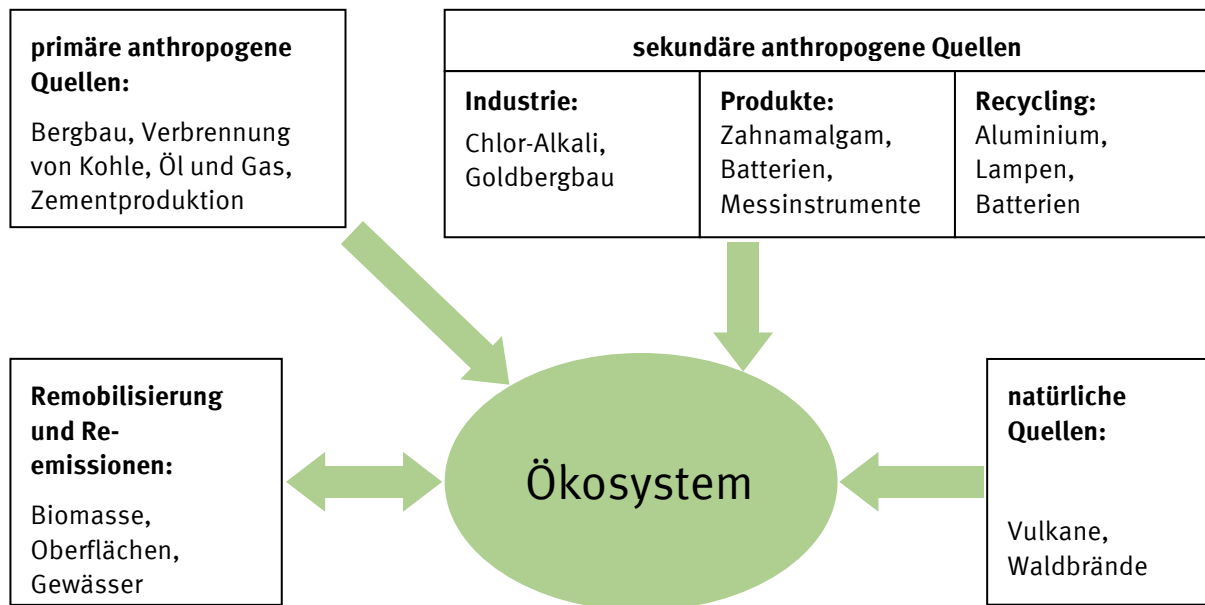 primäre anthropogene
Quellen:
Bergbau, Verbrennung
von Kohle, Öl und Gas,
Zementproduktion
sekundäre anthropogene Quellen
Industrie:
Chlor-Alkali,
Goldbergbau
Produkte:
Zahnamalgam,
Batterien,
Messinstrumente
Recycling:
Aluminium,
Lampen,
Batterien
Remobilisierung
und Re-
emissionen:
Biomasse,
Oberflächen,
Gewässer
Ökosystem
natürliche
Quellen:
Vulkane,
Waldbrände